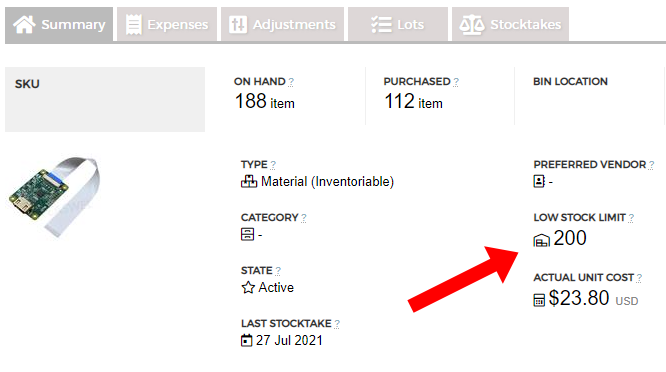 Summary Expenses Adjustments Lots Stocktakes
SKU
ON HAND ?
188 item
PURCHASED ?
112 item
BIN LOCATION
TYPE ?
Material (Inventoriable)
PREFERRED VENDOR ?
-
CATEGORY ?
-
LOW STOCK LIMIT ?
200
STATE ?
Active
ACTUAL UNIT COST ?
$23.80 USD
LAST STOCKTAKE ?
27 Jul 2021